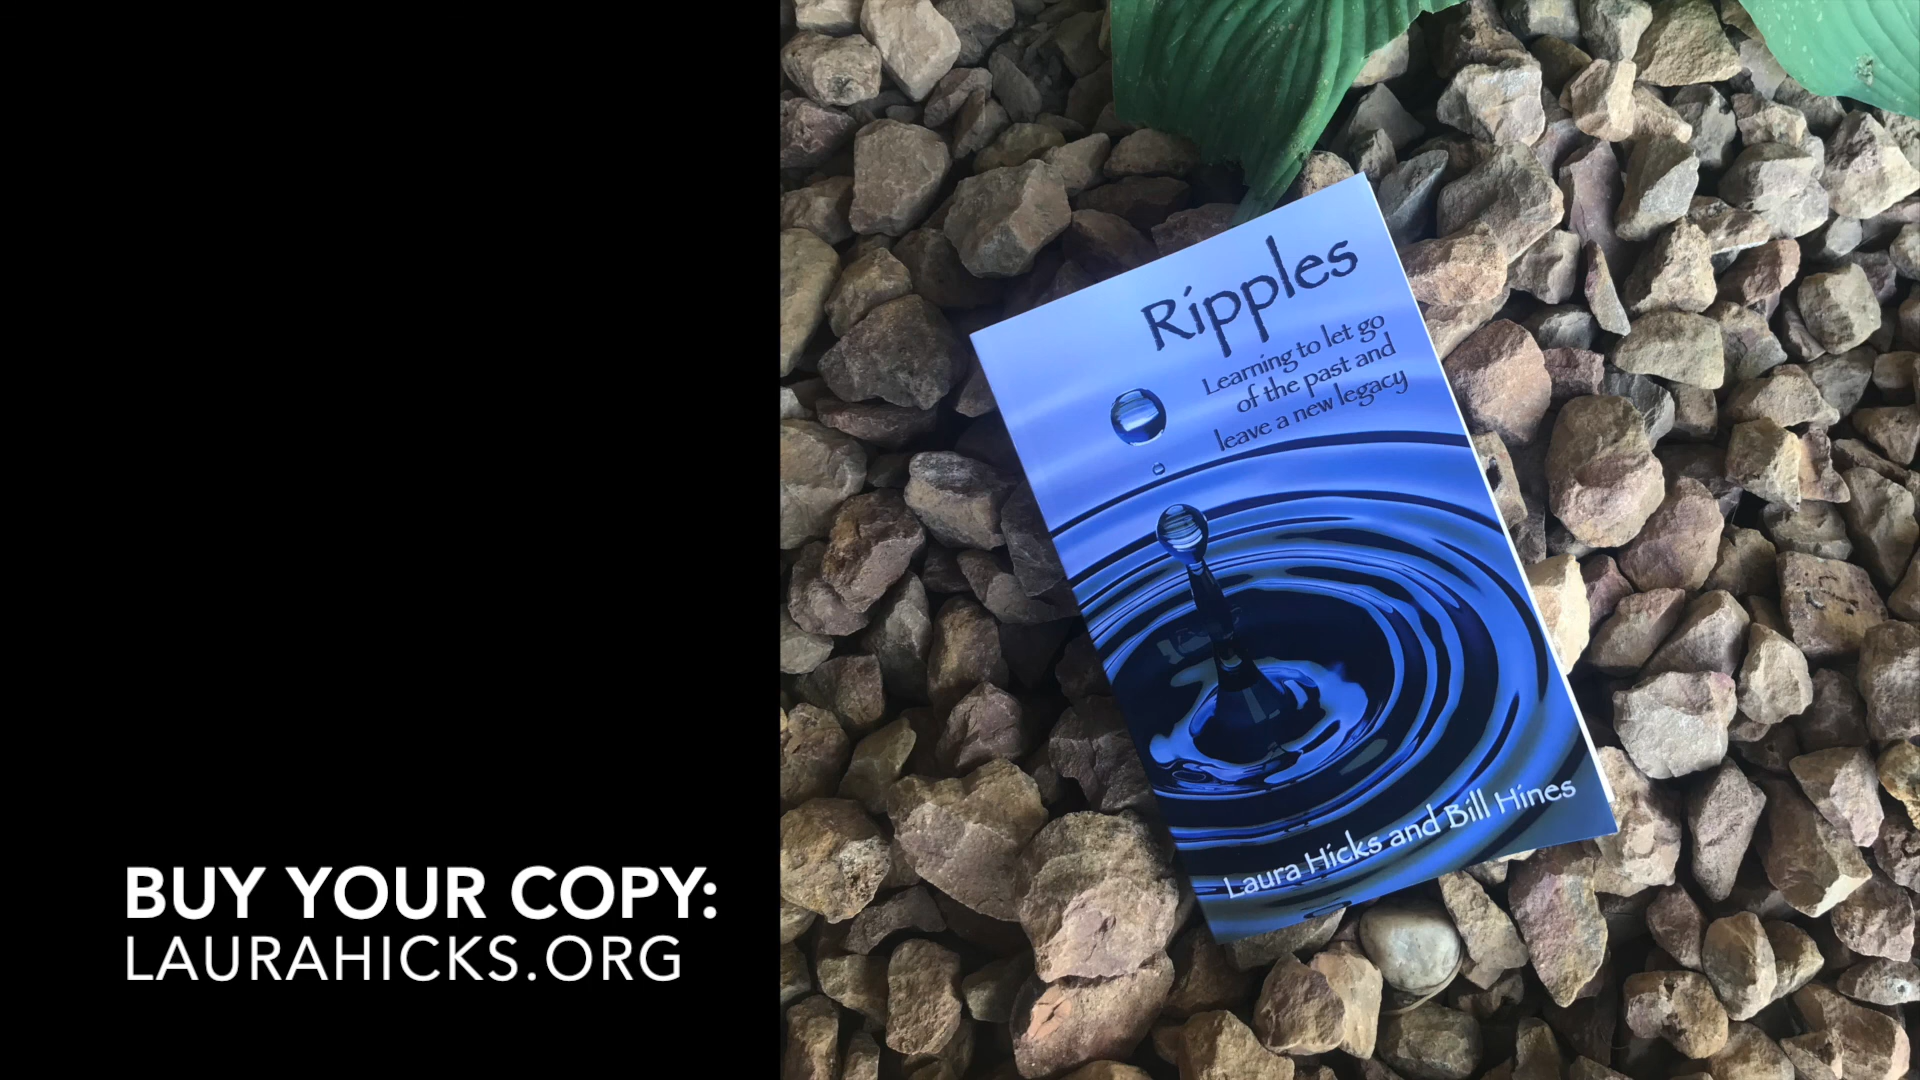 Ripples
Learning to let go
of the past and
leave a new legacy
Laura Hicks and Bill Hines
BUY YOUR COPY:
LAURAHICKS.ORG